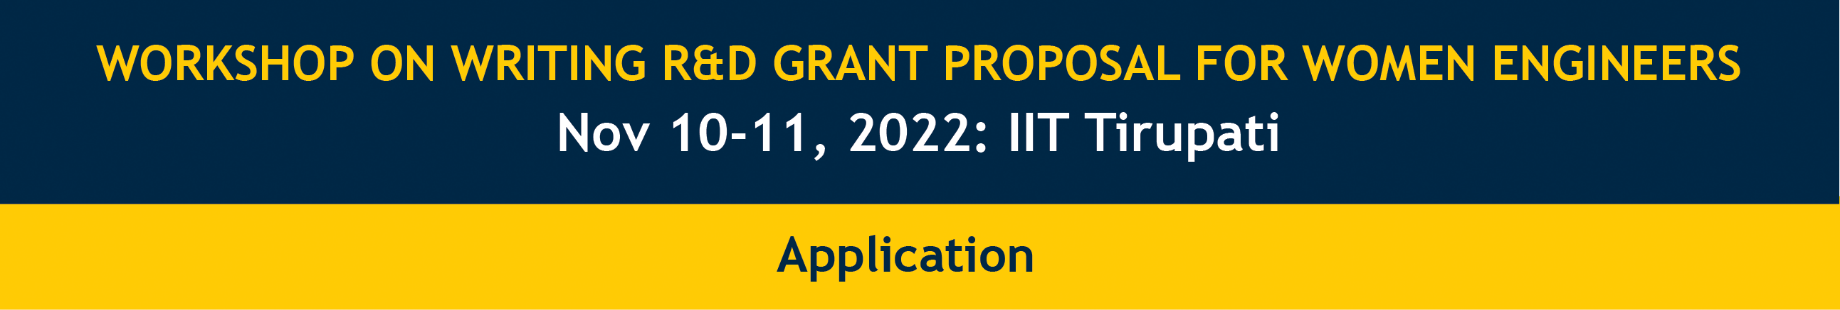 WORKSHOP ON WRITING R&D GRANT PROPOSAL FOR WOMEN ENGINEERS
Nov 10-11, 2022: IIT Tirupati
Application